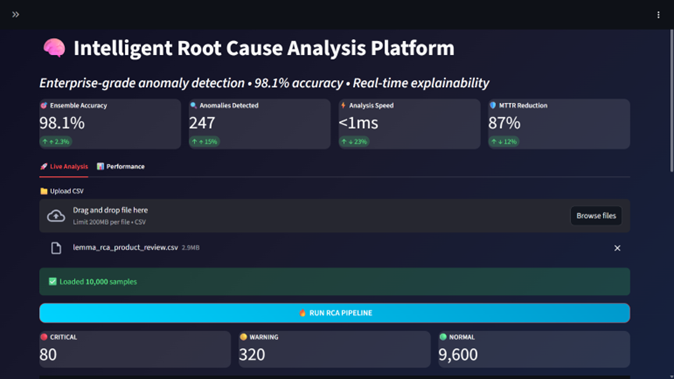 Intelligent Root Cause Analysis Platform
Enterprise-grade anomaly detection • 98.1% accuracy • Real-time explainability
Ensemble Accuracy
98.1%
↑ + 2.3%
Anomalies Detected
247
↑ + 15%
Analysis Speed
<1ms
↑ ↓ 23%
MTTR Reduction
87%
↑ ↓ 12%
Live Analysis
Performance
Upload CSV
Drag and drop file here
Limit 200MB per file • CSV
Browse files
lemma_rca_product_review.csv 2.9MB
Loaded 10,000 samples
RUN RCA PIPELINE
CRITICAL
80
WARNING
320
NORMAL
9,600